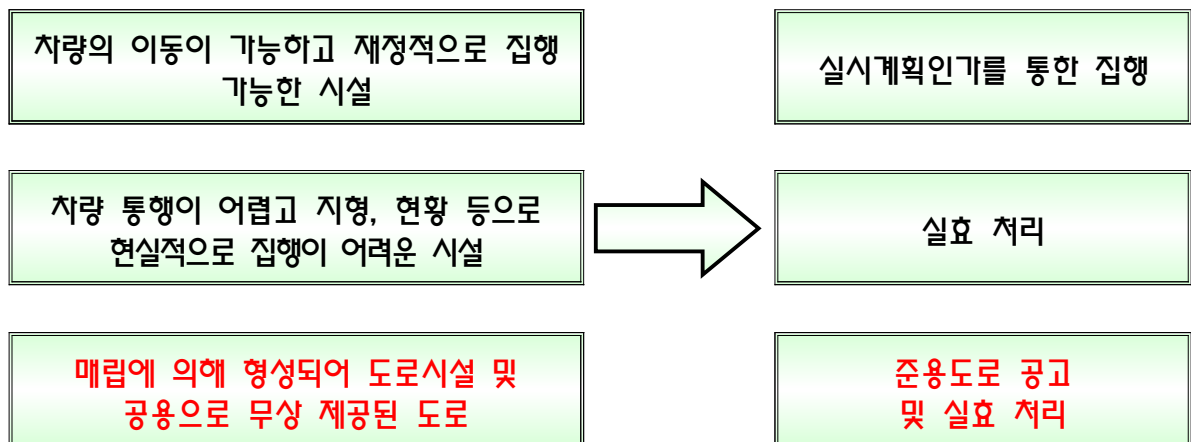 차량의 이동이 가능하고 재정적으로 집행
가능한 시설
실시계획인가를 통한 집행
차량 통행이 어렵고 지형, 현황 등으로
현실적으로 집행이 어려운 시설
실효 처리
매립에 의해 형성되어 도로시설 및
공용으로 무상 제공된 도로
준용도로 공고
및 실효 처리